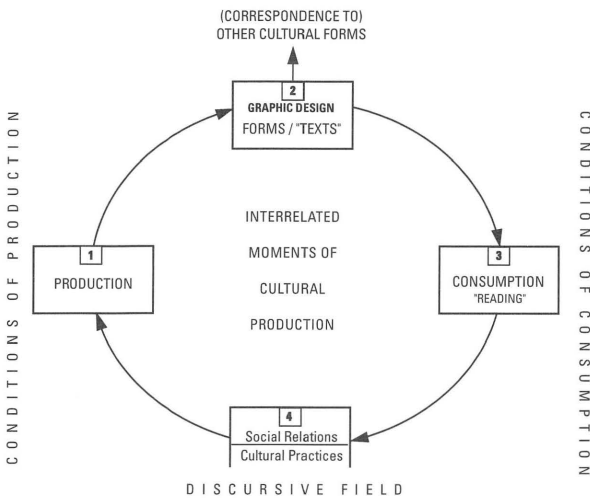 (CORRESPONDENCE TO)
OTHER CULTURAL FORMS
2
GRAPHIC DESIGN
FORMS / "TEXTS"
CONDITIONS OF PRODUCTION
CONDITIONS OF CONSUMPTION
INTERRELATED
MOMENTS OF
CULTURAL
PRODUCTION
1
PRODUCTION
3
CONSUMPTION
"READING"
4
Social Relations
Cultural Practices
DISCURSIVE FIELD